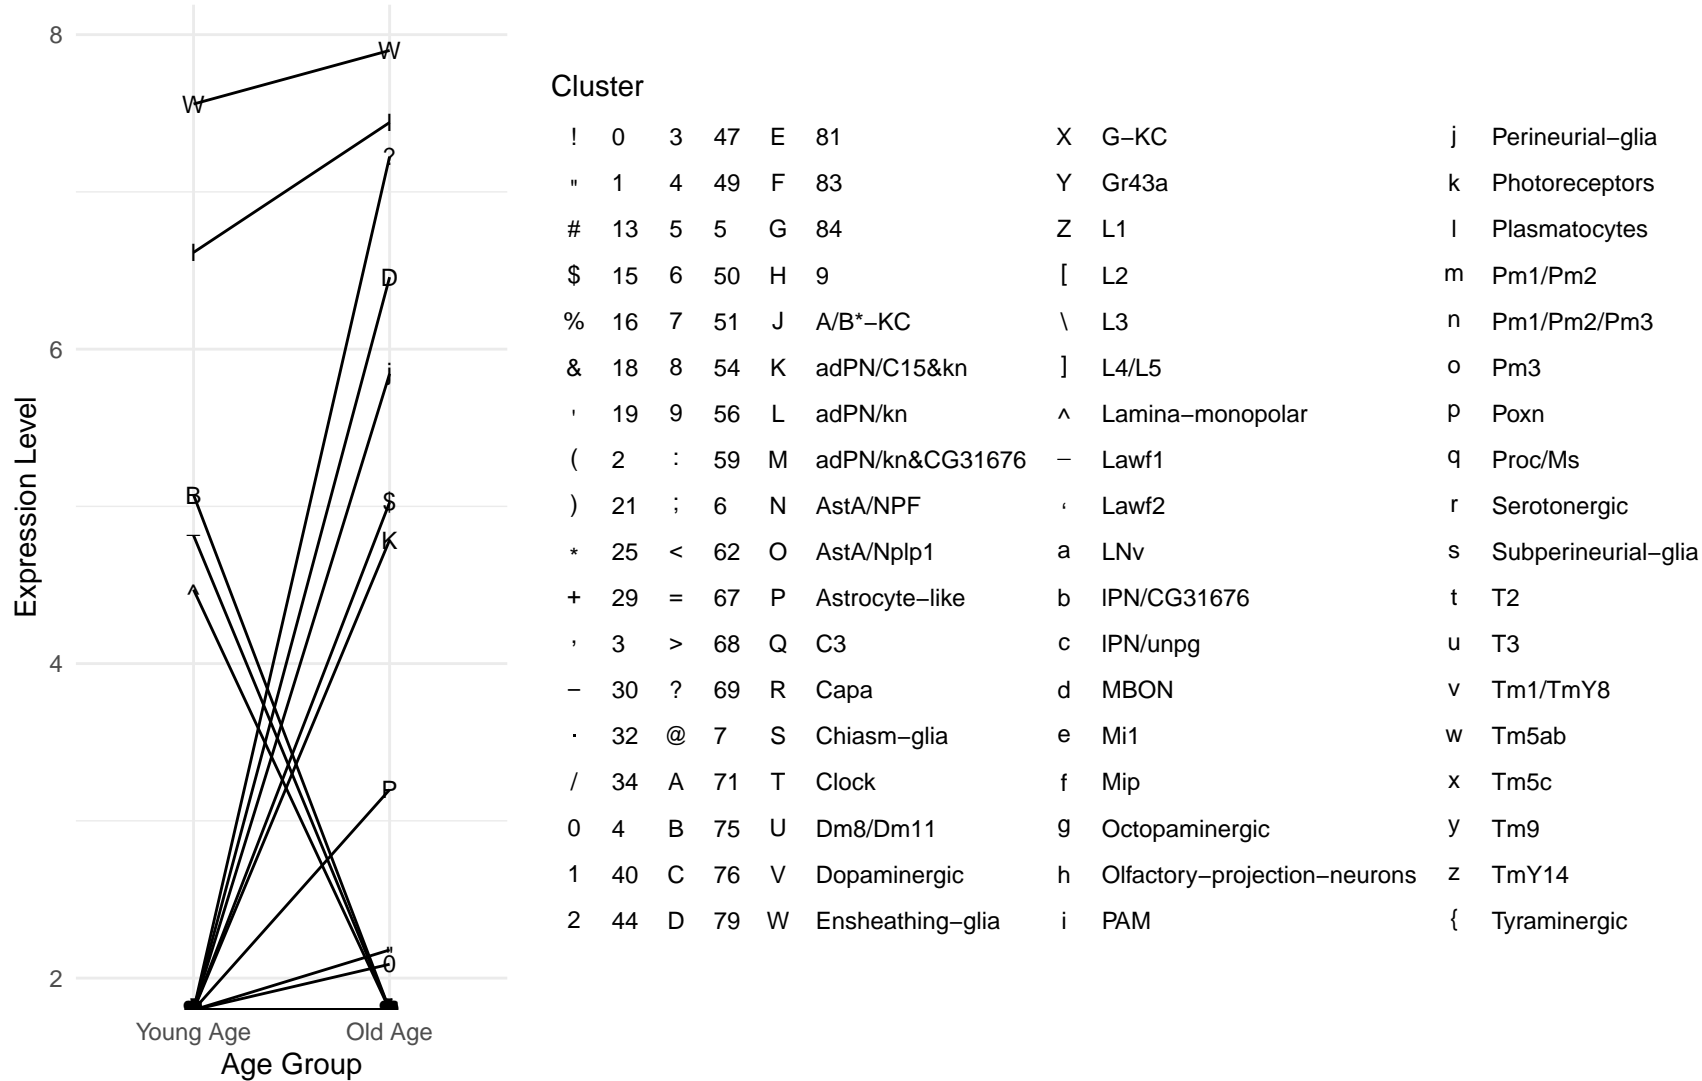 8
6
4
2
Expression Level
Young Age Old Age
Age Group
W W
l l
?
D
j
B $
– K
^
P
"
0
Cluster
! 0 3 47 E 81 X G−KC j Perineurial−glia
" 1 4 49 F 83 Y Gr43a k Photoreceptors
# 13 5 5 G 84 Z L1 l Plasmatocytes
$ 15 6 50 H 9 [ L2 m Pm1/Pm2
% 16 7 51 J A/B*−KC \ L3 n Pm1/Pm2/Pm3
& 18 8 54 K adPN/C15&kn ] L4/L5 o Pm3
' 19 9 56 L adPN/kn ^ Lamina−monopolar p Poxn
( 2 : 59 M adPN/kn&CG31676 – Lawf1 q Proc/Ms
) 21 ; 6 N AstA/NPF ‘ Lawf2 r Serotonergic
* 25 < 62 O AstA/Nplp1 a LNv s Subperineurial−glia
+ 29 = 67 P Astrocyte−like b lPN/CG31676 t T2
, 3 > 68 Q C3 c lPN/unpg u T3
− 30 ? 69 R Capa d MBON v Tm1/TmY8
. 32 @ 7 S Chiasm−glia e Mi1 w Tm5ab
/ 34 A 71 T Clock f Mip x Tm5c
0 4 B 75 U Dm8/Dm11 g Octopaminergic y Tm9
1 40 C 76 V Dopaminergic h Olfactory−projection−neurons z TmY14
2 44 D 79 W Ensheathing−glia i PAM { Tyraminergic